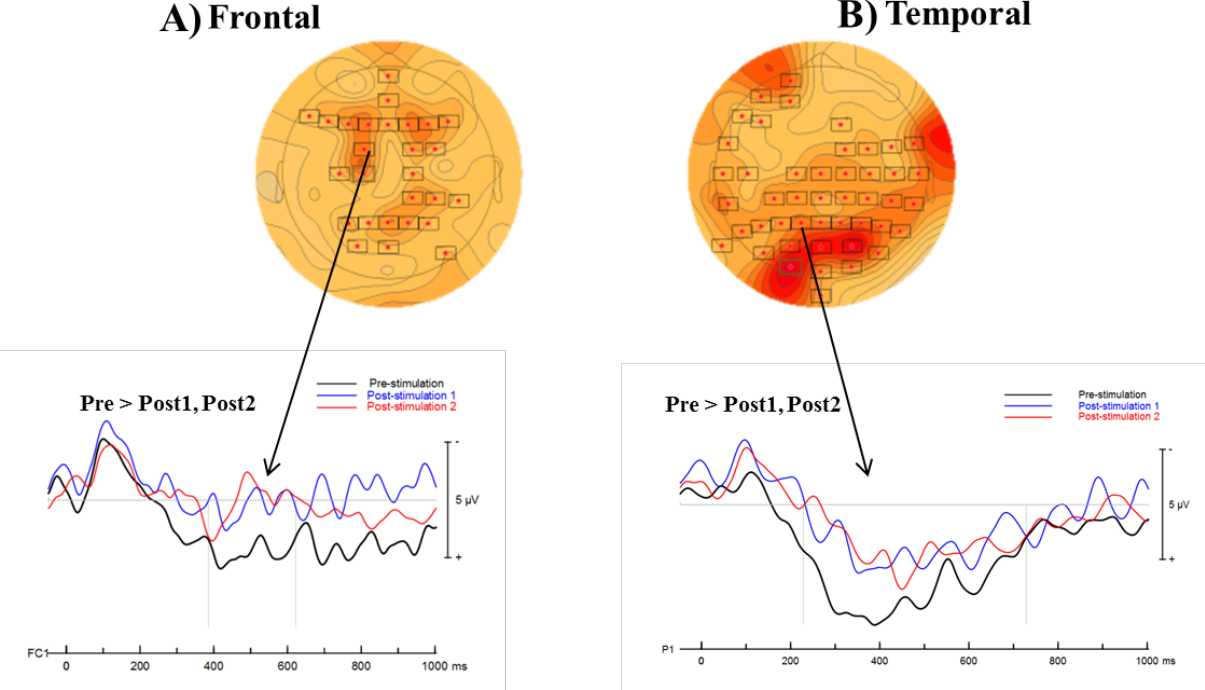 A) Frontal
B) Temporal
Pre > Post1, Post2
Pre-stimulation
Post-stimulation 1
Post-stimulation 2
-
5 µV
+
FC1
0 200 400 600 800 1000 ms
Pre > Post1, Post2
Pre-stimulation
Post-stimulation 1
Post-stimulation 2
-
5 µV
+
P1
0 200 400 600 800 1000 ms